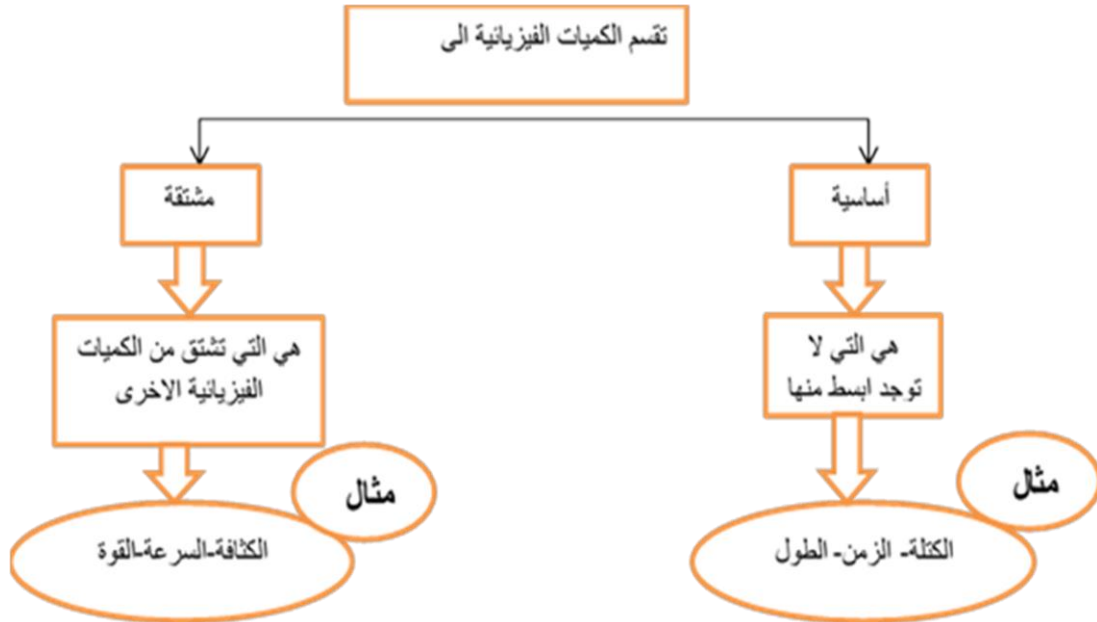 تقسم الكميات الفيزيائية الى
أساسية
مشتقة
هي التي لا
توجد ابسط منها
هي التي تشتق من الكميات
الفيزيائية الاخرى
مثال
الكتلة- الزمن- الطول
مثال
الكثافة-السرعة-القوة